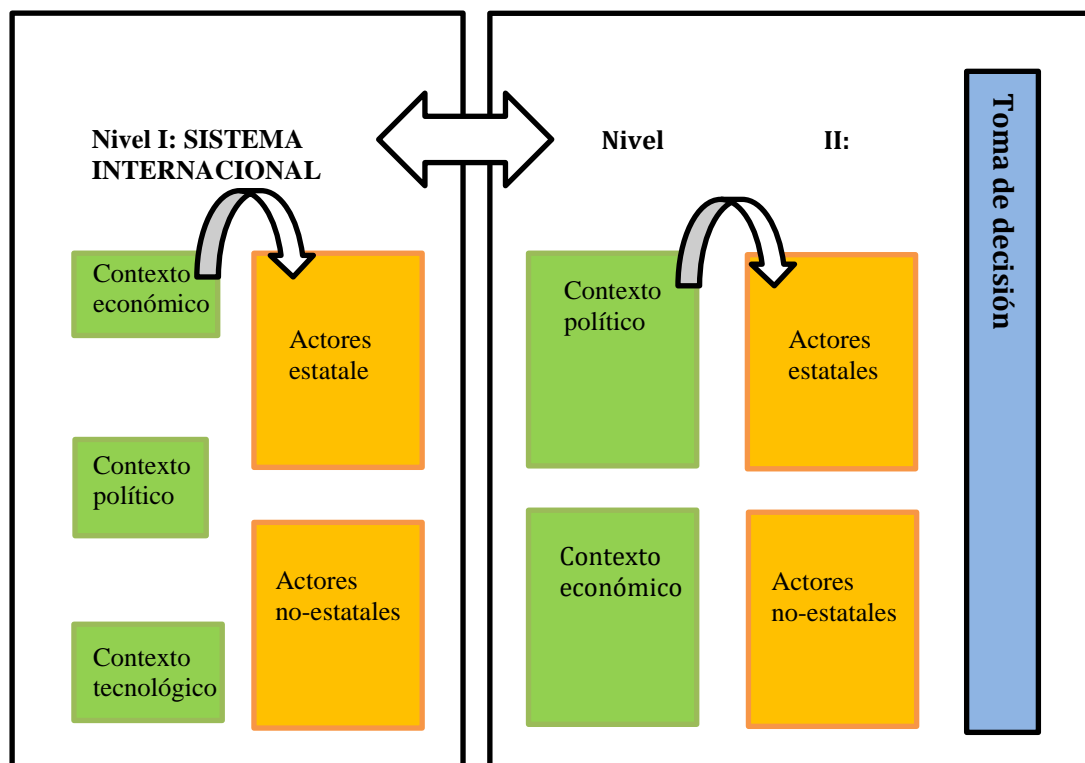 Nivel I: SISTEMA
INTERNACIONAL
Contexto
económico
Actores
estatale
Contexto
político
Actores
no-estatales
Contexto
tecnológico
Nivel II:
Contexto
político
Actores
estatales
Contexto
económico
Actores
no-estatales
Toma de decisión